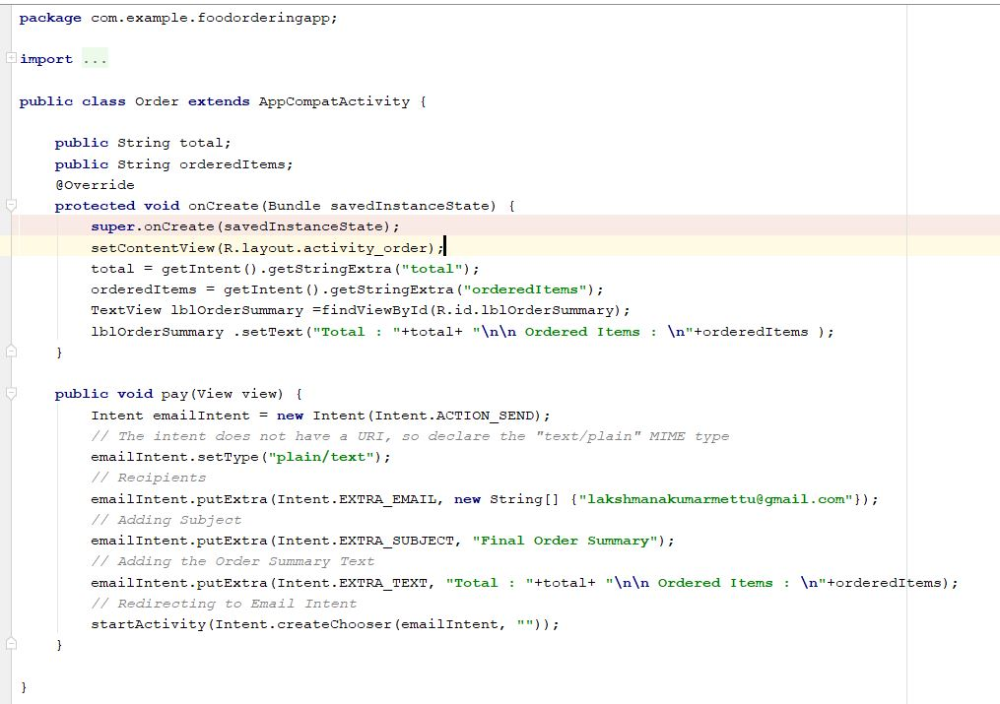 package com.example.foodorderingapp;
import ...
public class Order extends AppCompatActivity {
public String total;
public String orderedItems;
@Override
protected void onCreate(Bundle savedInstanceState) {
super.onCreate(savedInstanceState);
setContentView(R.layout.activity_order);
total = getIntent().getStringExtra("total");
orderedItems = getIntent().getStringExtra("orderedItems");
TextView lblOrderSummary =findViewById(R.id.lblOrderSummary);
lblOrderSummary .setText("Total : "+total+ "\n\n Ordered Items : \n"+orderedItems );
}
public void pay(View view) {
Intent emailIntent = new Intent(Intent.ACTION_SEND);
// The intent does not have a URI, so declare the "text/plain" MIME type
emailIntent.setType("plain/text");
// Recipients
emailIntent.putExtra(Intent.EXTRA_EMAIL, new String[] {"lakshmanakumarmettu@gmail.com"});
// Adding Subject
emailIntent.putExtra(Intent.EXTRA_SUBJECT, "Final Order Summary");
// Adding the Order Summary Text
emailIntent.putExtra(Intent.EXTRA_TEXT, "Total : "+total+ "\n\n Ordered Items : \n"+orderedItems);
// Redirecting to Email Intent
startActivity(Intent.createChooser(emailIntent, ""));
}
}